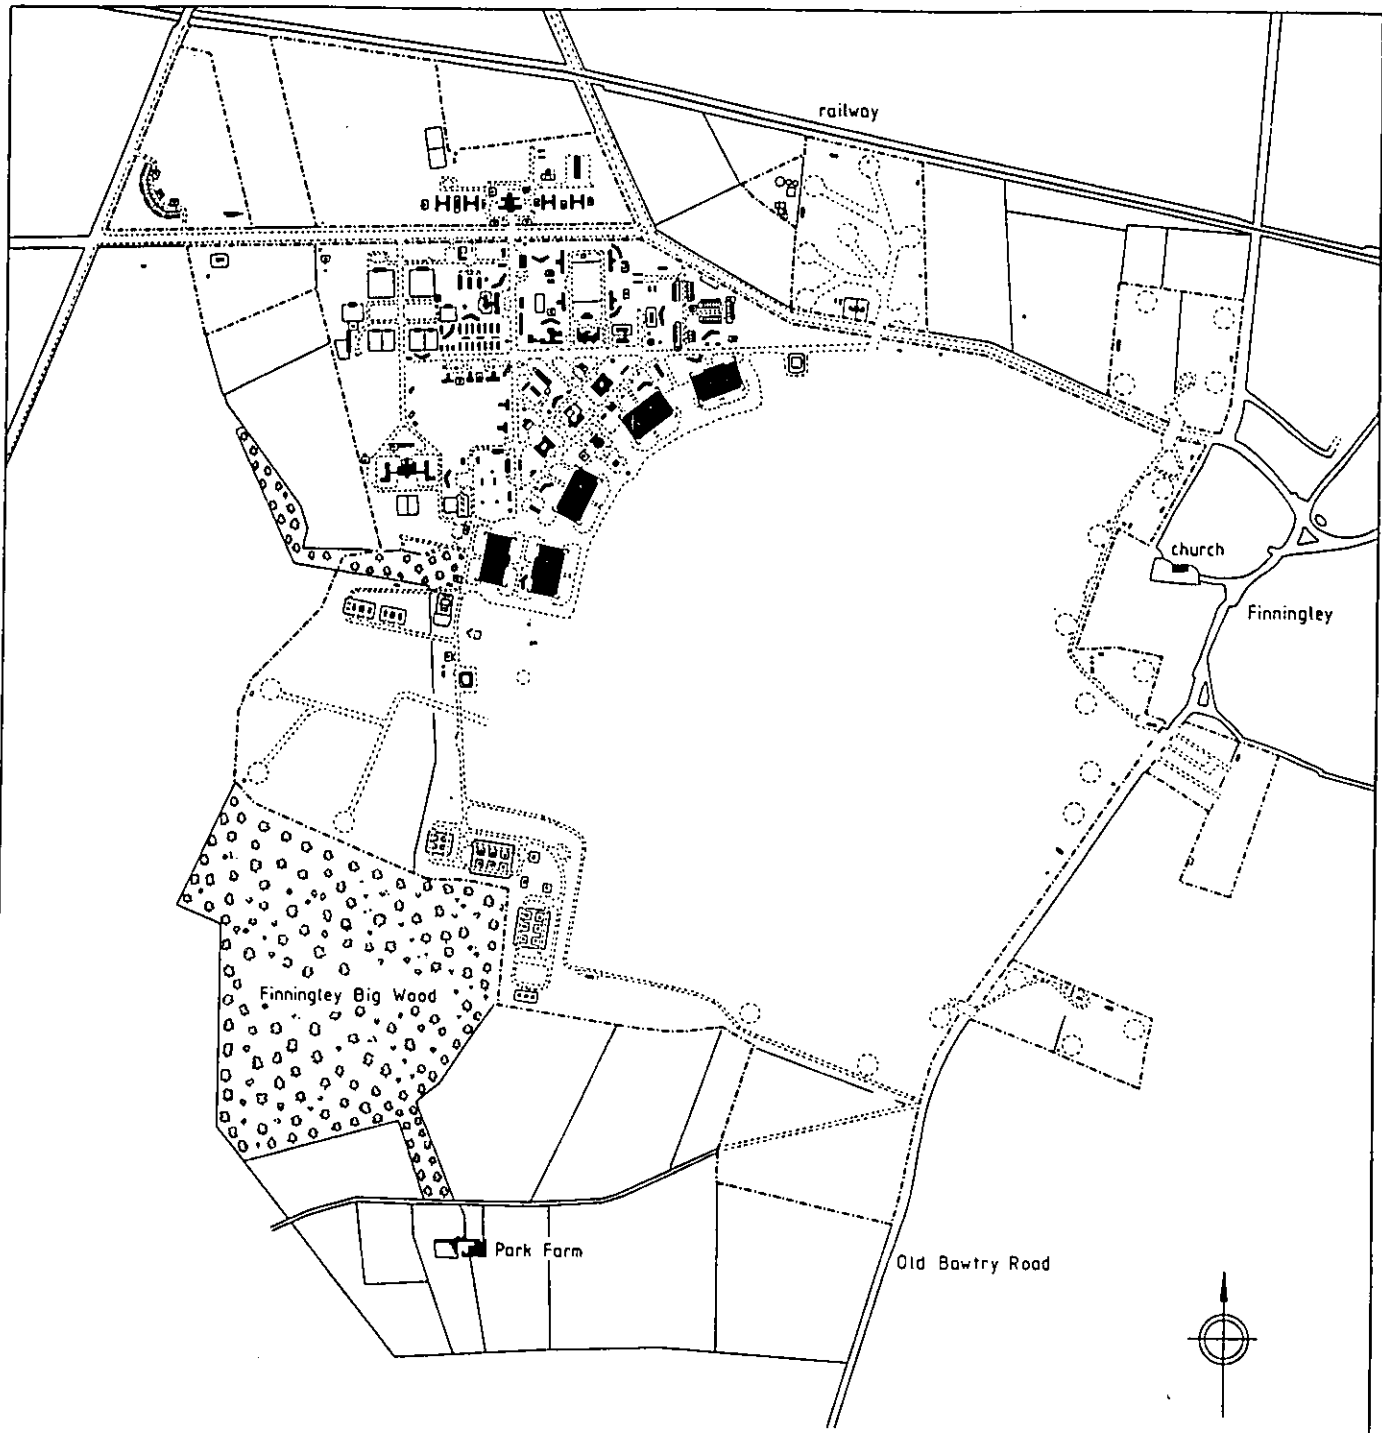 railway
church
Finningley
Finningley Big Wood
Park Farm
Old Bawtry Road